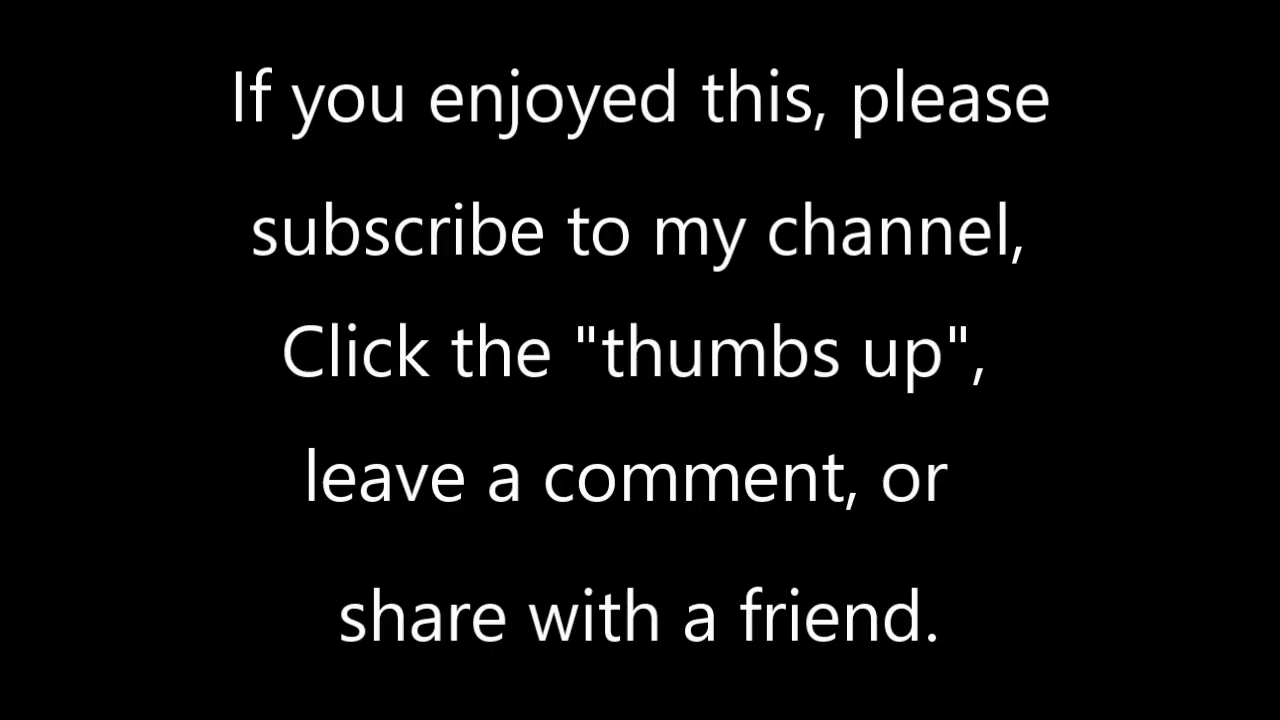 If you enjoyed this, please
subscribe to my channel,
Click the "thumbs up",
leave a comment, or
share with a friend.